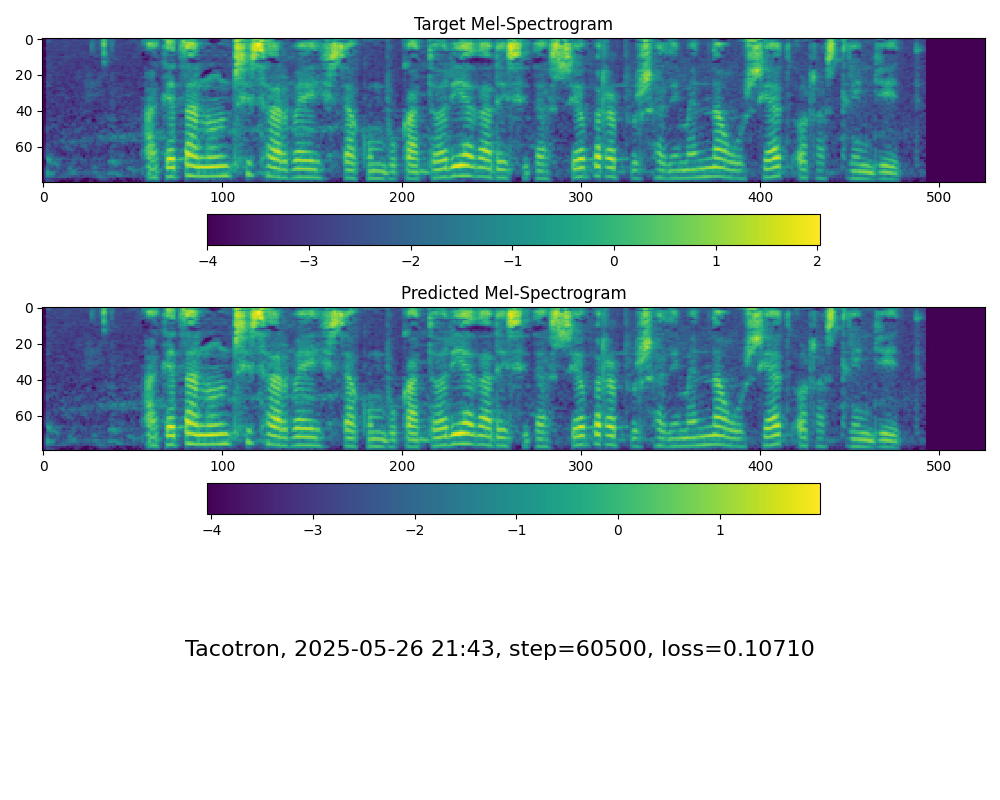 Target Mel-Spectrogram
0
20
40
60
0 100 200 300 400 500
−4 −3 −2 −1 0 1 2
Predicted Mel-Spectrogram
0
20
40
60
0 100 200 300 400 500
−4 −3 −2 −1 0 1
Tacotron, 2025-05-26 21:43, step=60500, loss=0.10710